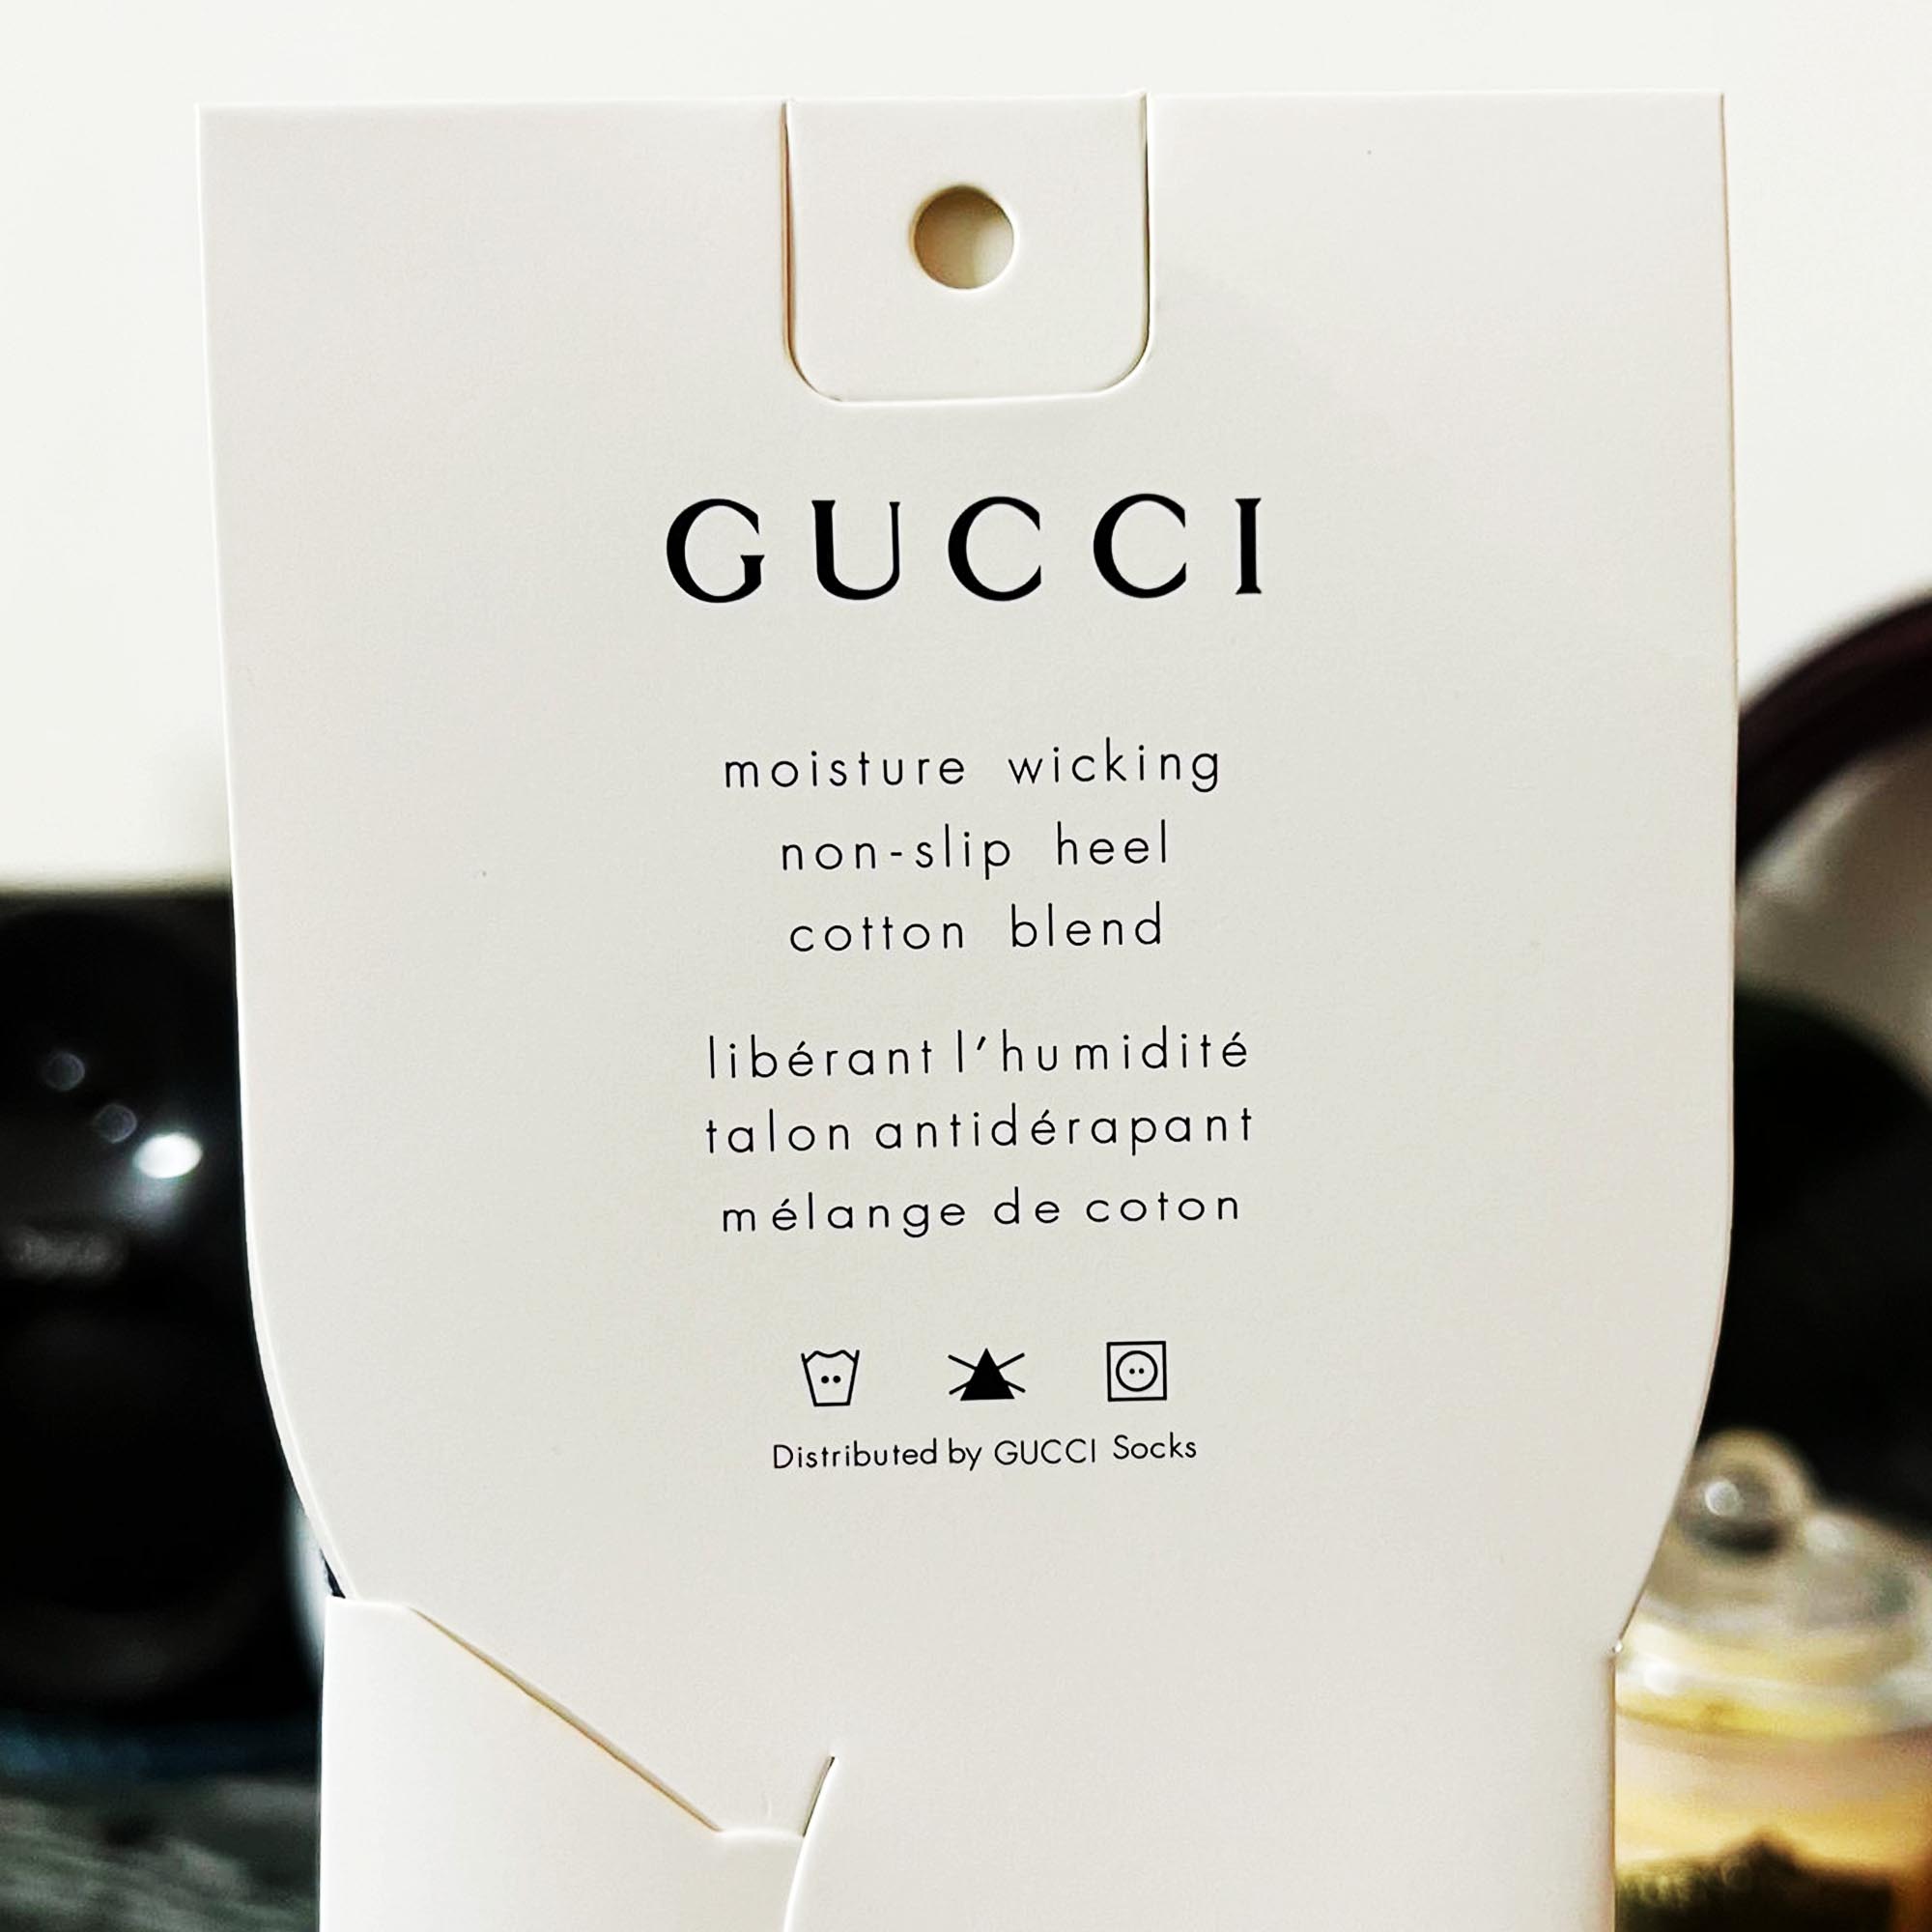 GUCCI
moisture wicking
non-slip heel
cotton blend
libérant l'humidité
talon antidérapant
mélange de coton
Distributed by GUCCI Socks